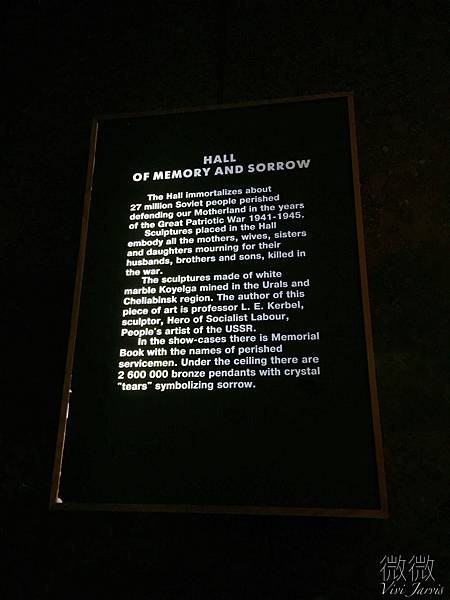 HALL
OF MEMORY AND SORROW
The Hall immortalizes about
27 million Soviet people perished
defending our Motherland in the years
of the Great Patriotic War 1941-1945.
Sculptures placed in the Hall
embody all the mothers, wives, sisters
and daughters mourning for their
husbands, brothers and sons, killed in
the war.
The sculptures made of white
marble Koyelga mined in the Urals and
Cheliabinsk region. The author of this
piece of art is professor L. E. Kerbel,
sculptor, Hero of Socialist Labour,
People's artist of the USSR.
In the show-cases there is Memorial
Book with the names of perished
servicemen. Under the ceiling there are
2 600 000 bronze pendants with crystal
"tears" symbolizing sorrow.
微微
Vivi Jarvis